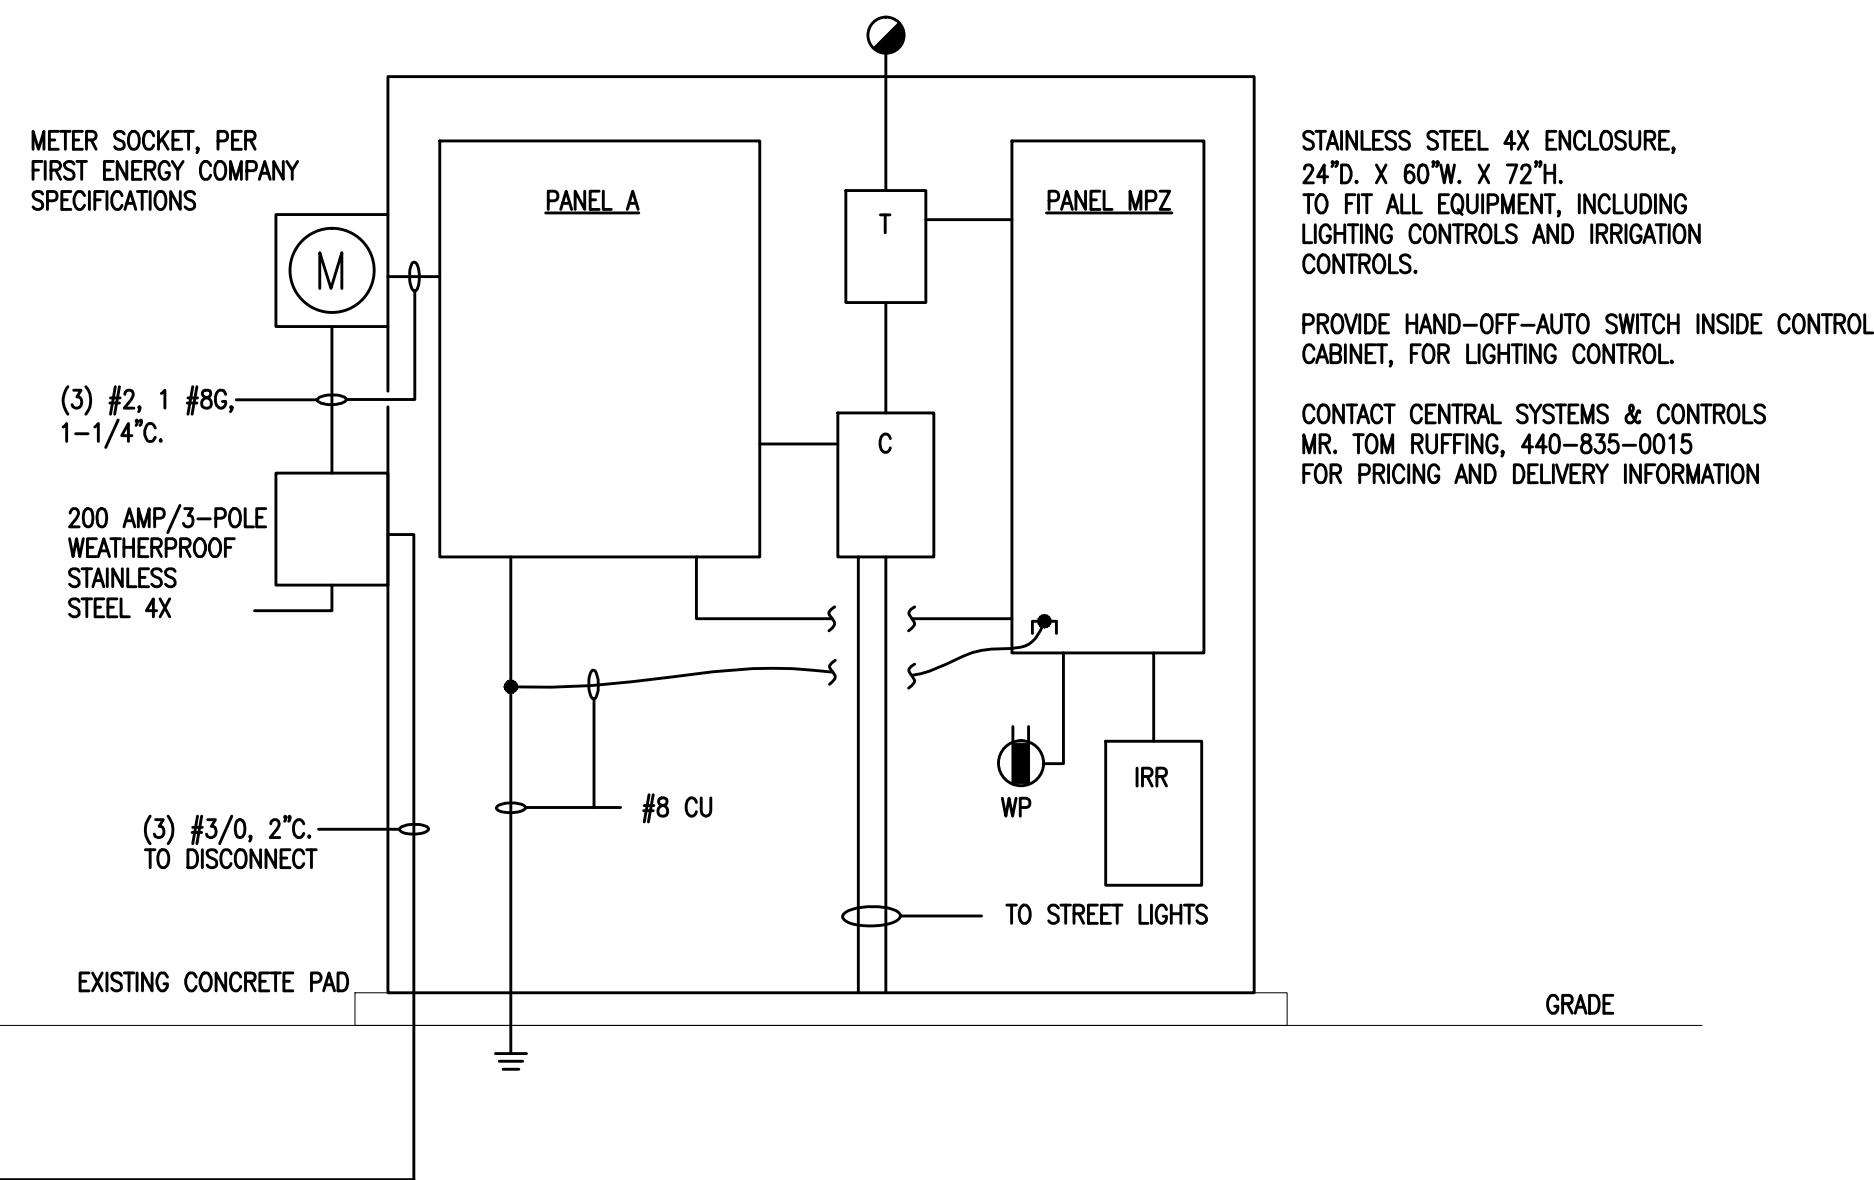 METER SOCKET, PER
FIRST ENERGY COMPANY
SPECIFICATIONS
M
(3) #2, 1 #8G,
1-1/4"C.
200 AMP/3-POLE
WEATHERPROOF
STAINLESS
STEEL 4X
(3) #3/0, 2"C.
TO DISCONNECT
EXISTING CONCRETE PAD
PANEL A
T
C
PANEL MPZ
#8 CU
WP
IRR
TO STREET LIGHTS
STAINLESS STEEL 4X ENCLOSURE,
24"D. X 60"W. X 72"H.
TO FIT ALL EQUIPMENT, INCLUDING
LIGHTING CONTROLS AND IRRIGATION
CONTROLS.
PROVIDE HAND-OFF-AUTO SWITCH INSIDE CONTROL
CABINET, FOR LIGHTING CONTROL.
CONTACT CENTRAL SYSTEMS & CONTROLS
MR. TOM RUFFING, 440-835-0015
FOR PRICING AND DELIVERY INFORMATION
GRADE